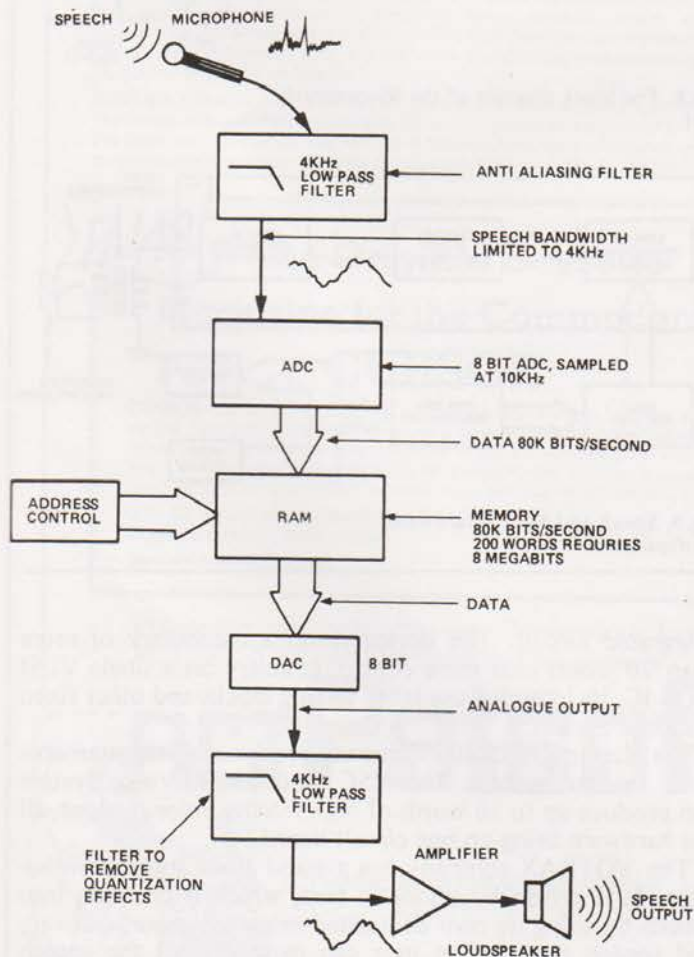 SPEECH
MICROPHONE
4KHz
LOW PASS
FILTER
ANTI ALIASING FILTER
SPEECH BANDWIDTH
LIMITED TO 4KHz
ADC
8 BIT ADC, SAMPLED
AT 10KHz
DATA 80K BITS/SECOND
ADDRESS
CONTROL
RAM
MEMORY
80K BITS/SECOND
200 WORDS REQURIES
8 MEGABITS
DATA
DAC
8 BIT
ANALOGUE OUTPUT
4KHz
LOW PASS
FILTER
FILTER TO
REMOVE
QUANTIZATION
EFFECTS
AMPLIFIER
SPEECH
OUTPUT
LOUDSPEAKER